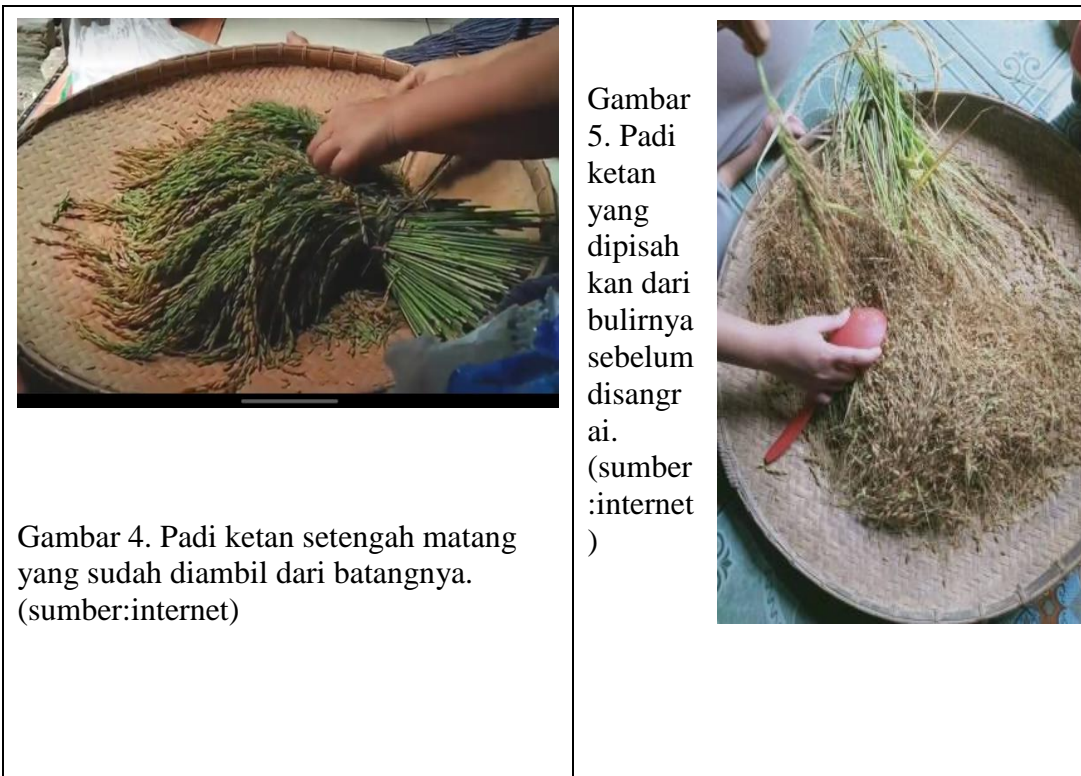 Gambar 4. Padi ketan setengah matang
yang sudah diambil dari batangnya.
(sumber:internet)
Gambar
5. Padi
ketan
yang
dipisah
kan dari
bulirnya
sebelum
disangr
ai.
(sumber
:internet
)